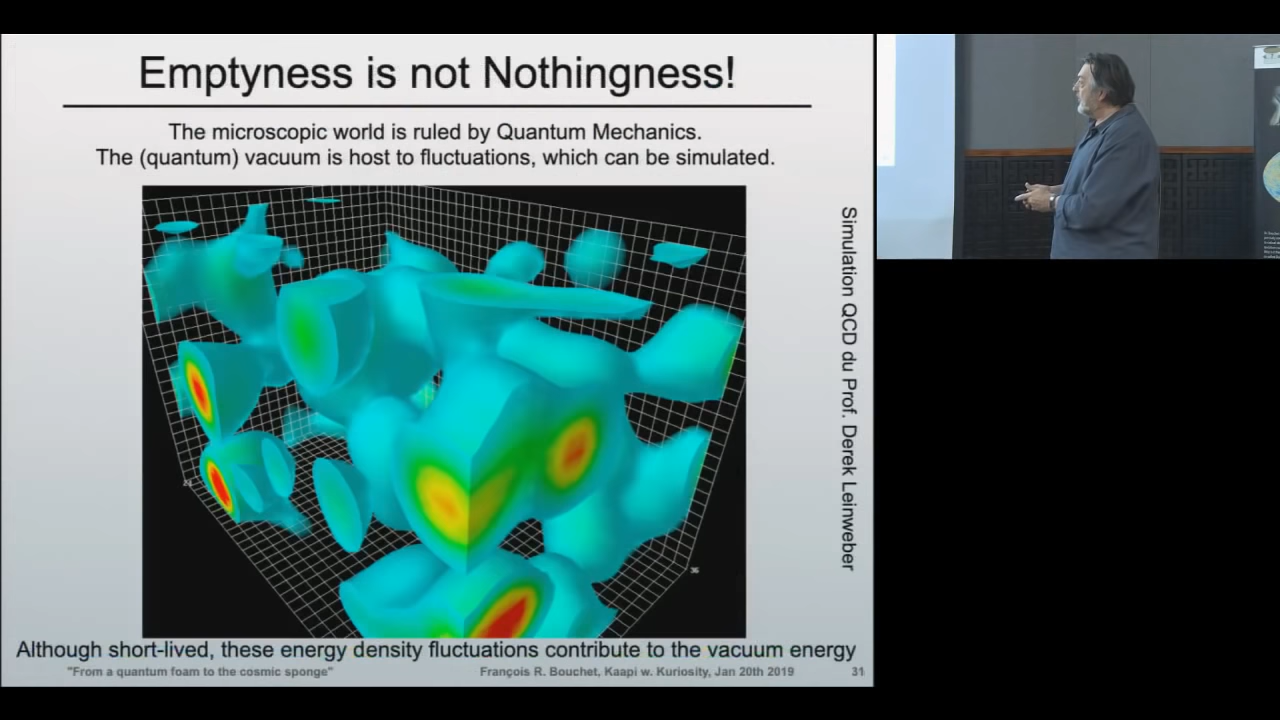 Emptyness is not Nothingness!
The microscopic world is ruled by Quantum Mechanics.
The (quantum) vacuum is host to fluctuations, which can be simulated.
Simulation QCD du Prof. Derek Leinweber
Although short-lived, these energy density fluctuations contribute to the vacuum energy
"From a quantum foam to the cosmic sponge"
François R. Bouchet, Kaapi w. Kuriosity, Jan 20th 2019
31